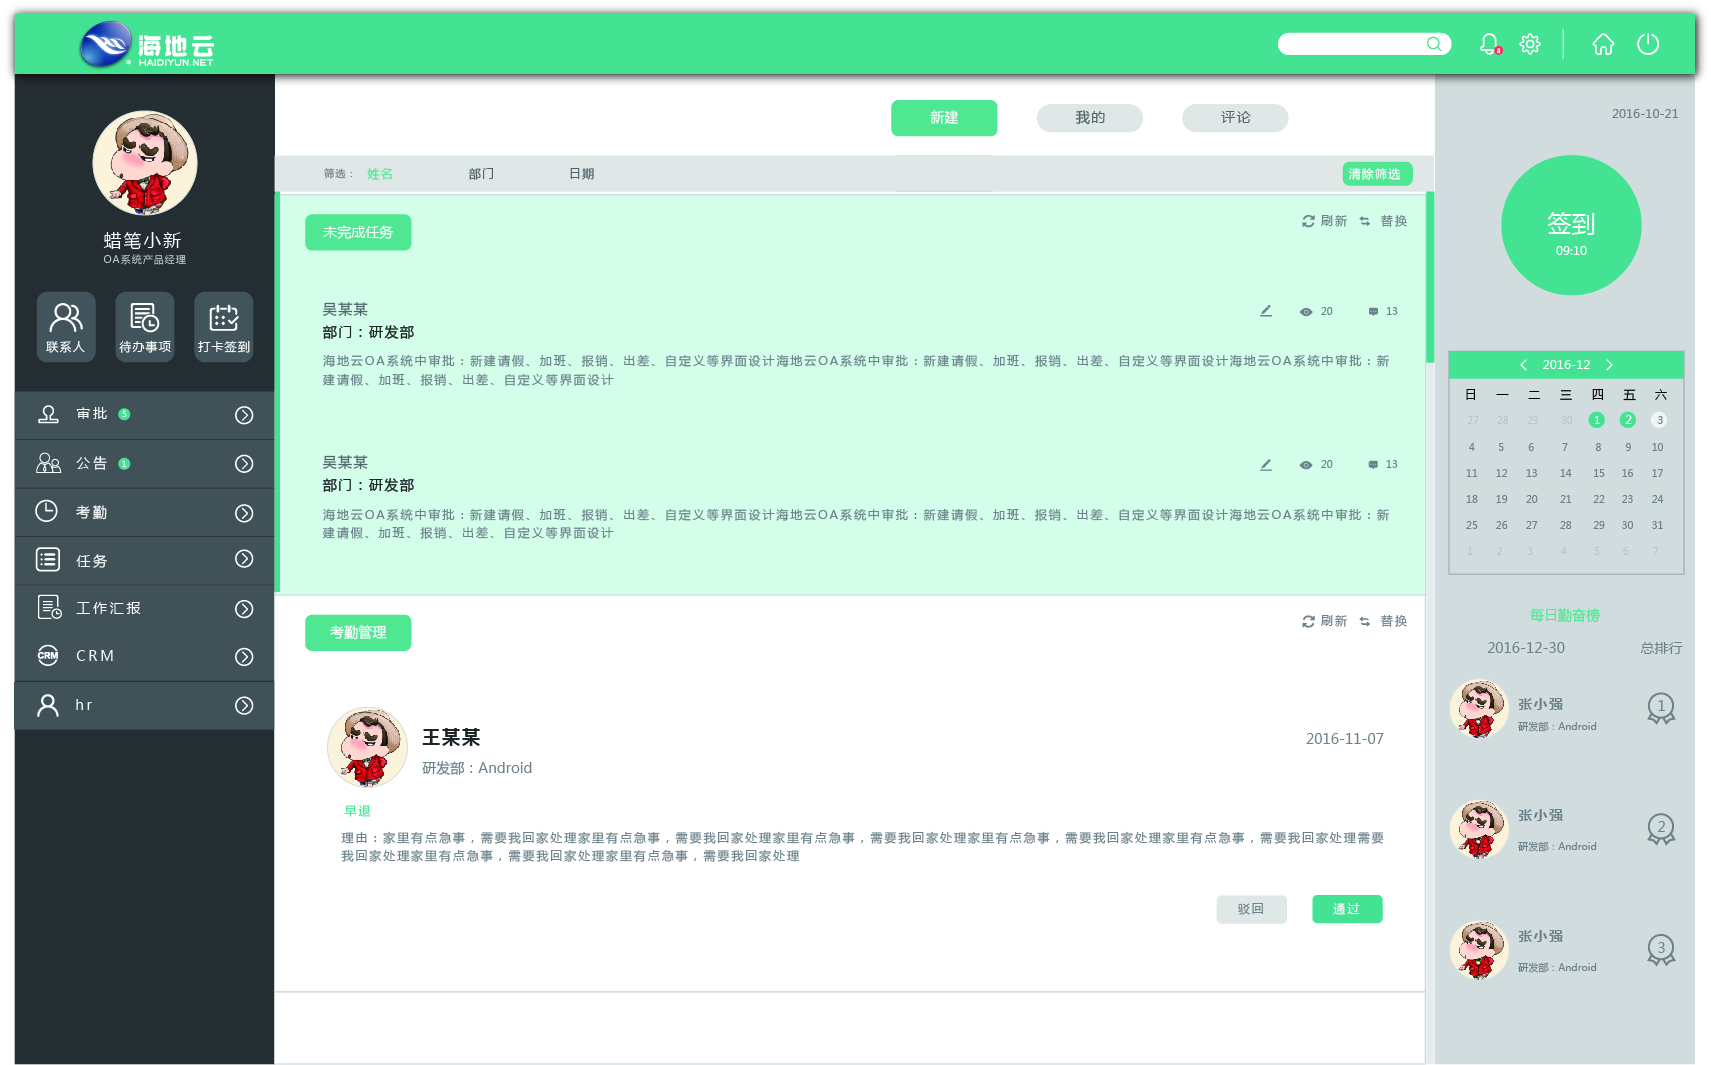 海地云
HAIDIYUN.NET
8
蜡笔小新
OA系统产品经理
联系人
待办事项
打卡签到
审批 5
公告 1
考勤
任务
工作汇报
CRM CRM
hr
新建 我的 评论
筛选： 姓名 部门 日期 清除筛选
未完成任务 刷新 替换
吴某某 20 13
部门：研发部
海地云OA系统中审批：新建请假、加班、报销、出差、自定义等界面设计海地云OA系统中审批：新建请假、加班、报销、出差、自定义等界面设计海地云OA系统中审批：新
建请假、加班、报销、出差、自定义等界面设计
吴某某 20 13
部门：研发部
海地云OA系统中审批：新建请假、加班、报销、出差、自定义等界面设计海地云OA系统中审批：新建请假、加班、报销、出差、自定义等界面设计海地云OA系统中审批：新
建请假、加班、报销、出差、自定义等界面设计
考勤管理 刷新 替换
王某某 2016-11-07
研发部：Android
早退
理由：家里有点急事，需要我回家处理家里有点急事，需要我回家处理家里有点急事，需要我回家处理家里有点急事，需要我回家处理家里有点急事，需要我回家处理需要
我回家处理家里有点急事，需要我回家处理家里有点急事，需要我回家处理
驳回 通过
2016-10-21
签到
09:10
2016-12
日 一 二 三 四 五 六
27 28 29 30 1 2 3
4 5 6 7 8 9 10
11 12 13 14 15 16 17
18 19 20 21 22 23 24
25 26 27 28 29 30 31
1 2 3 4 5 6 7
每日勤奋榜
2016-12-30 总排行
张小强 1
研发部：Android
张小强 2
研发部：Android
张小强 3
研发部：Android